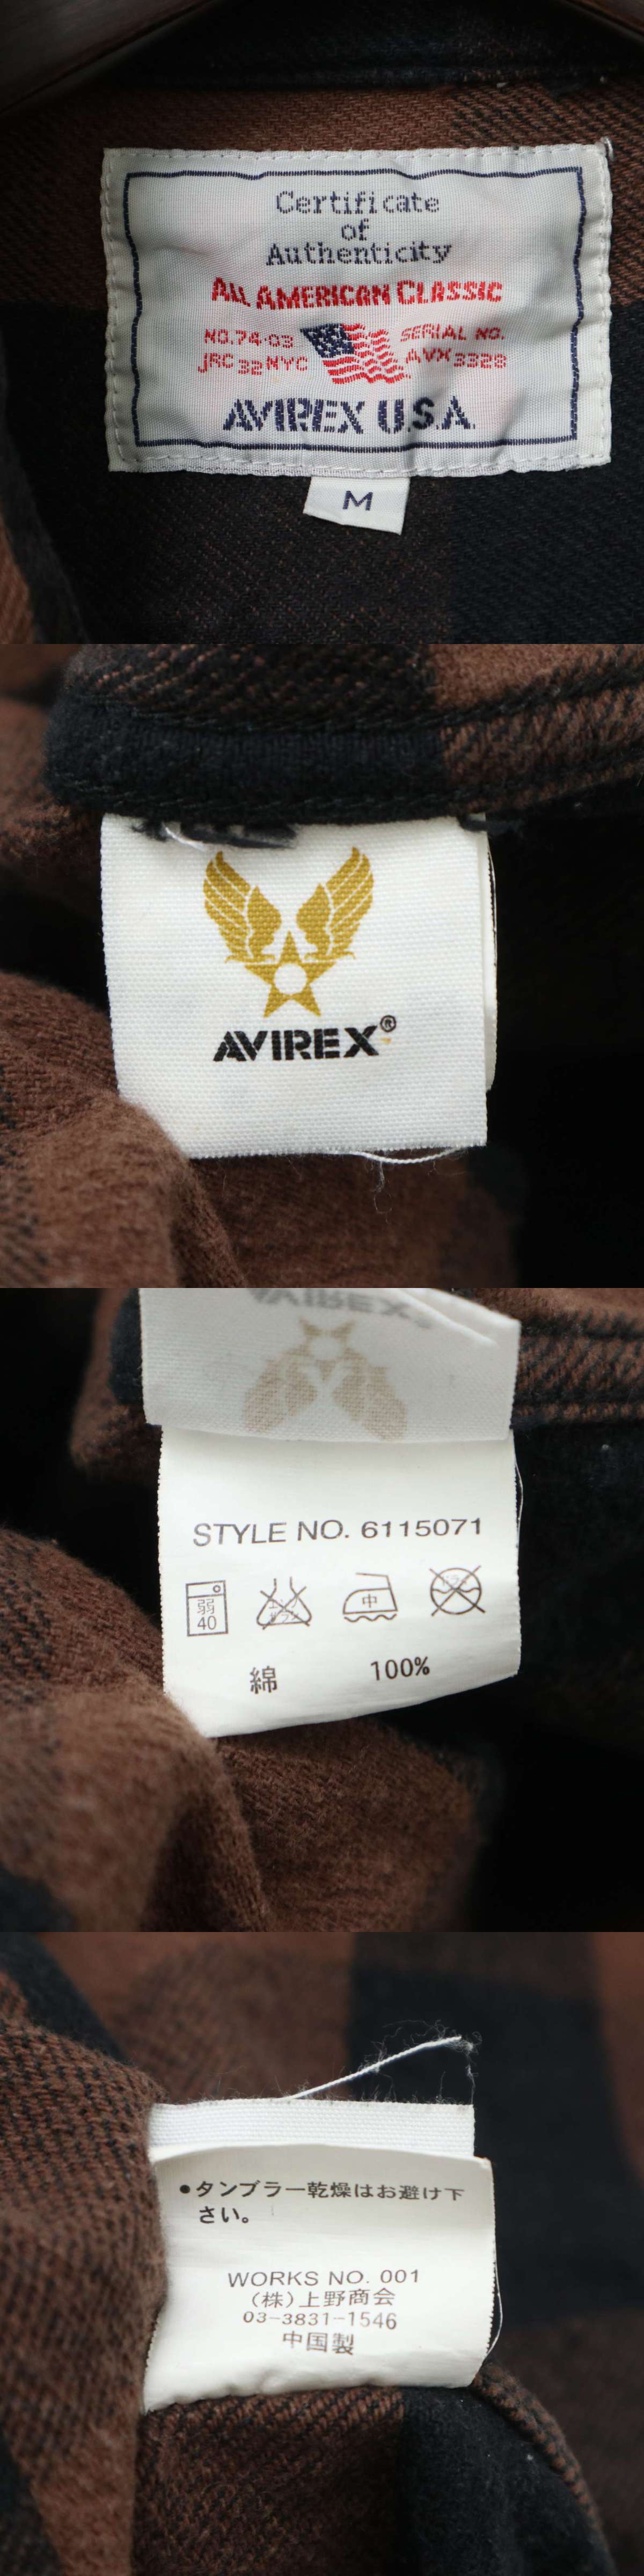 Certificate
of
Authenticity
ALL AMERICAN CLASSIC
NO.74-03
JRC 32 NYC
SERIAL NO.
AVX 3328
AVIREX U.S.A.
M
AVIREX®
AVIREX
STYLE NO. 6115071
弱
40
中
綿 100%
•タンブラー乾燥はお避け下
さい。
WORKS NO. 001
(株)上野商会
03-3831-1546
中国製